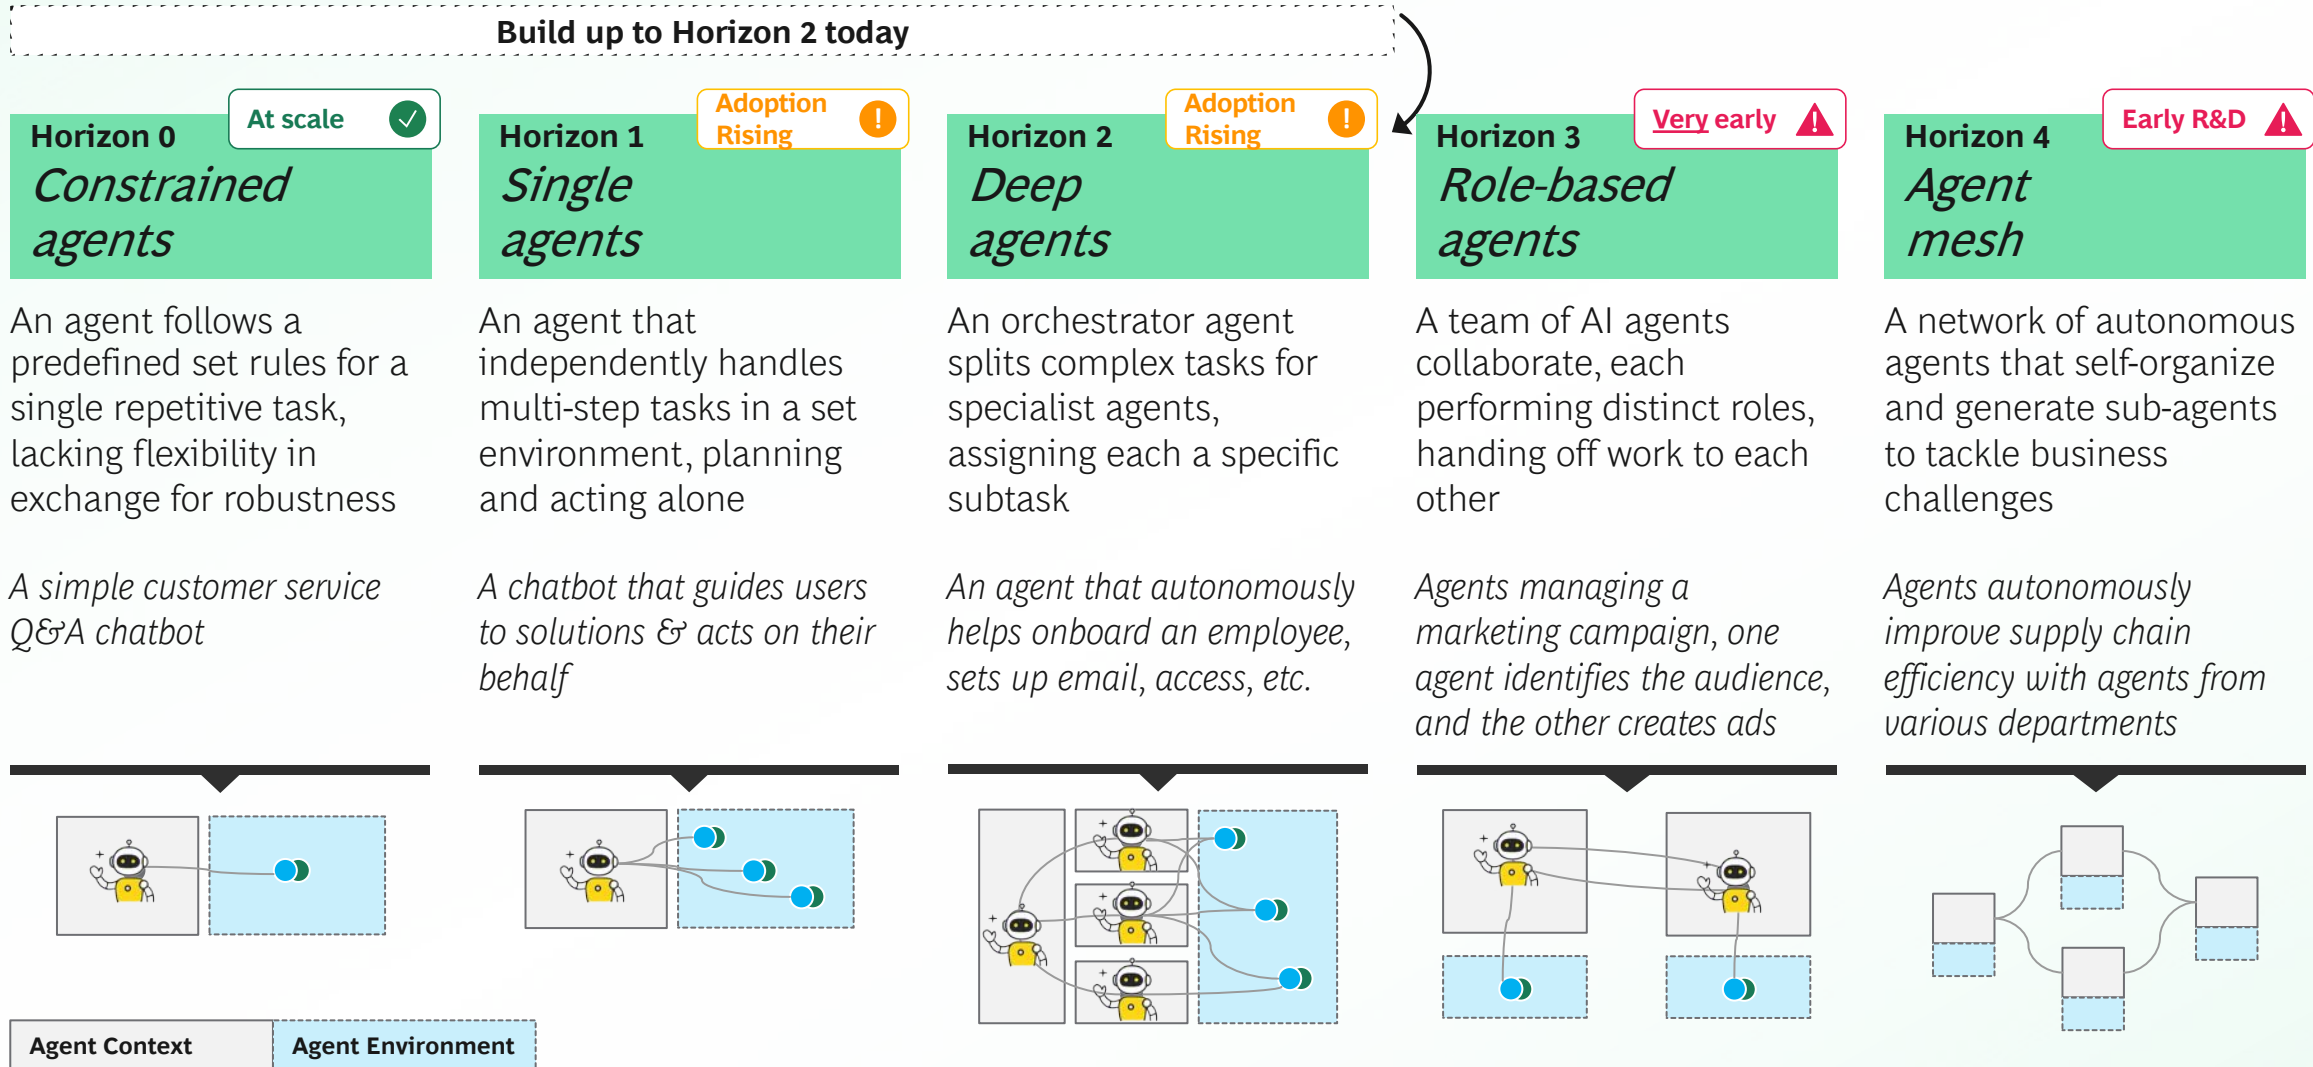 Build up to Horizon 2 today
At scale
Horizon 0
Constrained
agents
An agent follows a
predefined set rules for a
single repetitive task,
lacking flexibility in
exchange for robustness
A simple customer service
Q&A chatbot
Adoption
Rising
Horizon 1
Single
agents
An agent that
independently handles
multi-step tasks in a set
environment, planning
and acting alone
A chatbot that guides users
to solutions & acts on their
behalf
Adoption
Rising
Horizon 2
Deep
agents
An orchestrator agent
splits complex tasks for
specialist agents,
assigning each a specific
subtask
An agent that autonomously
helps onboard an employee,
sets up email, access, etc.
Very early
Horizon 3
Role-based
agents
A team of AI agents
collaborate, each
performing distinct roles,
handing off work to each
other
Agents managing a
marketing campaign, one
agent identifies the audience,
and the other creates ads
Early R&D
Horizon 4
Agent
mesh
A network of autonomous
agents that self-organize
and generate sub-agents
to tackle business
challenges
Agents autonomously
improve supply chain
efficiency with agents from
various departments
Agent Context
Agent Environment